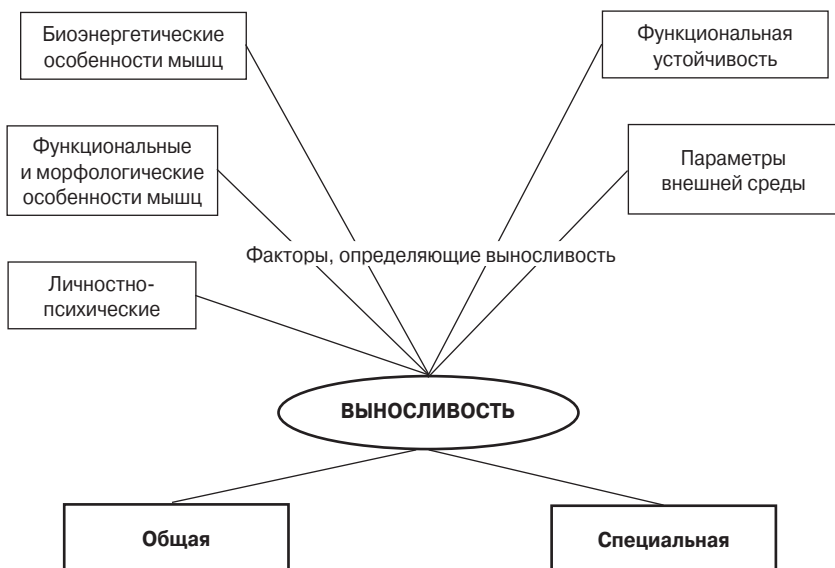 Биоэнергетические
особенности мышц
Функциональная
устойчивость
Функциональные
и морфологические
особенности мышц
Параметры
внешней среды
Факторы, определяющие выносливость
Личностно-
психические
ВЫНОСЛИВОСТЬ
Общая
Специальная